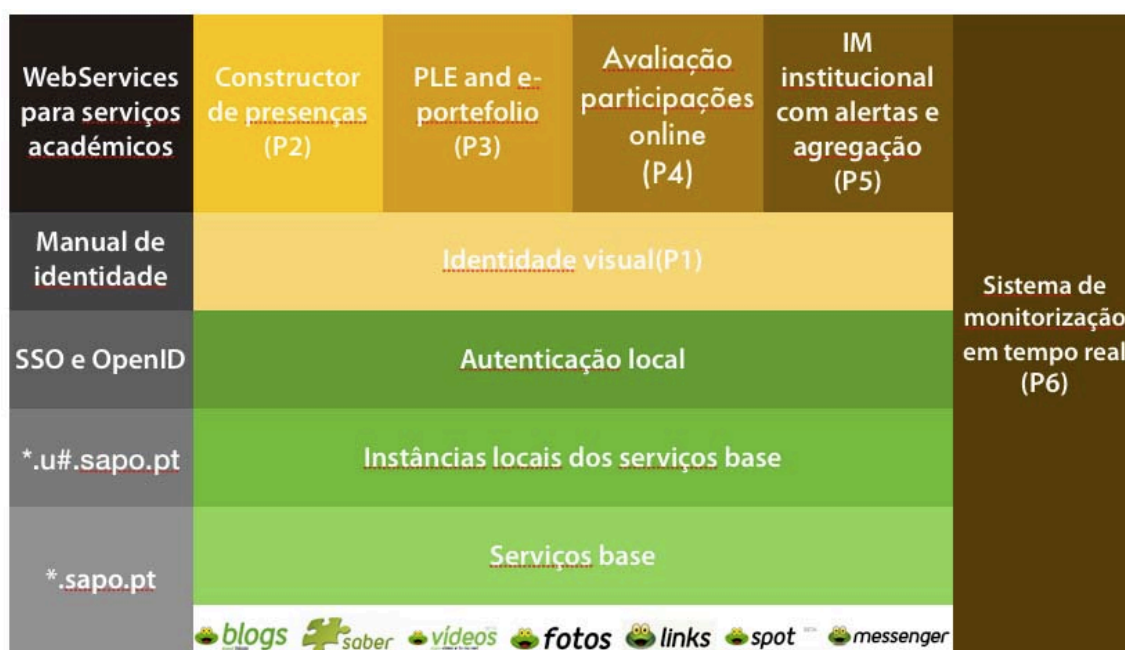 WebServices
para serviços
académicos
Constructor
de presenças
(P2)
PLE and e-
portefolio
(P3)
Avaliação
participações
online
(P4)
IM
institucional
com alertas e
agregação
(P5)
Manual de
identidade
Identidade visual(P1)
Sistema de
monitorização
em tempo real
(P6)
SSO e OpenID
Autenticação local
*.u#.sapo.pt
Instâncias locais dos serviços base
*.sapo.pt
Serviços base
blogs saber vídeos fotos links spot messenger